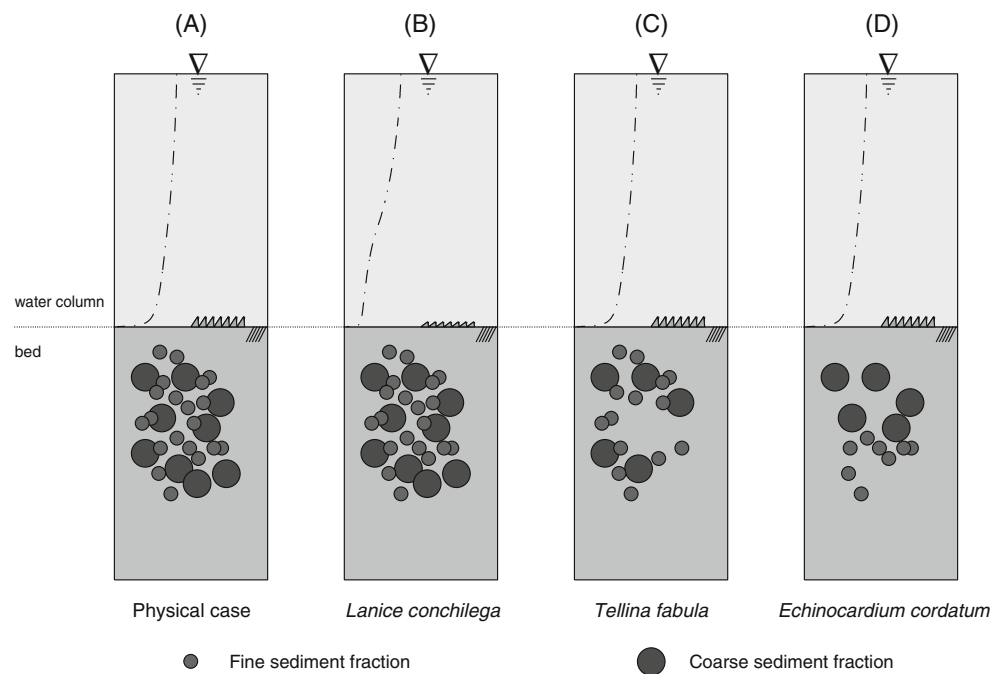 (A) (B) (C) (D)
water column
bed
Physical case Lanice conchilega Tellina fabula Echinocardium cordatum
Fine sediment fraction Coarse sediment fraction